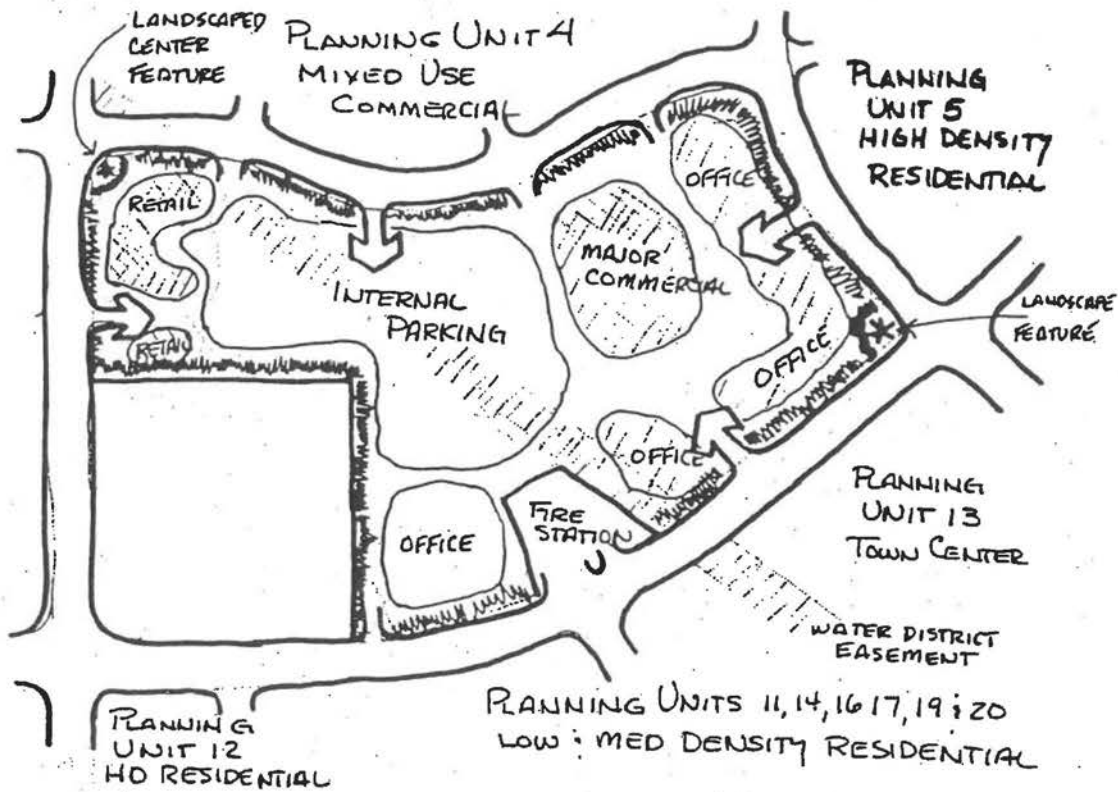 LANDSCAPED
CENTER
FEATURE
PLANNING UNIT 4
MIXED USE
COMMERCIAL
PLANNING
UNIT 5
HIGH DENSITY
RESIDENTIAL
RETAIL
OFFICE
MAJOR
COMMERCIAL
INTERNAL
PARKING
RETAIL
OFFICE
LANDSCAPE
FEATURE
OFFICE
OFFICE
FIRE
STATION
PLANNING
UNIT 13
TOWN CENTER
WATER DISTRICT
EASEMENT
PLANNING UNITS 11, 14, 16 17, 19 & 20
LOW & MED DENSITY RESIDENTIAL
PLANNING
UNIT 12
HD RESIDENTIAL